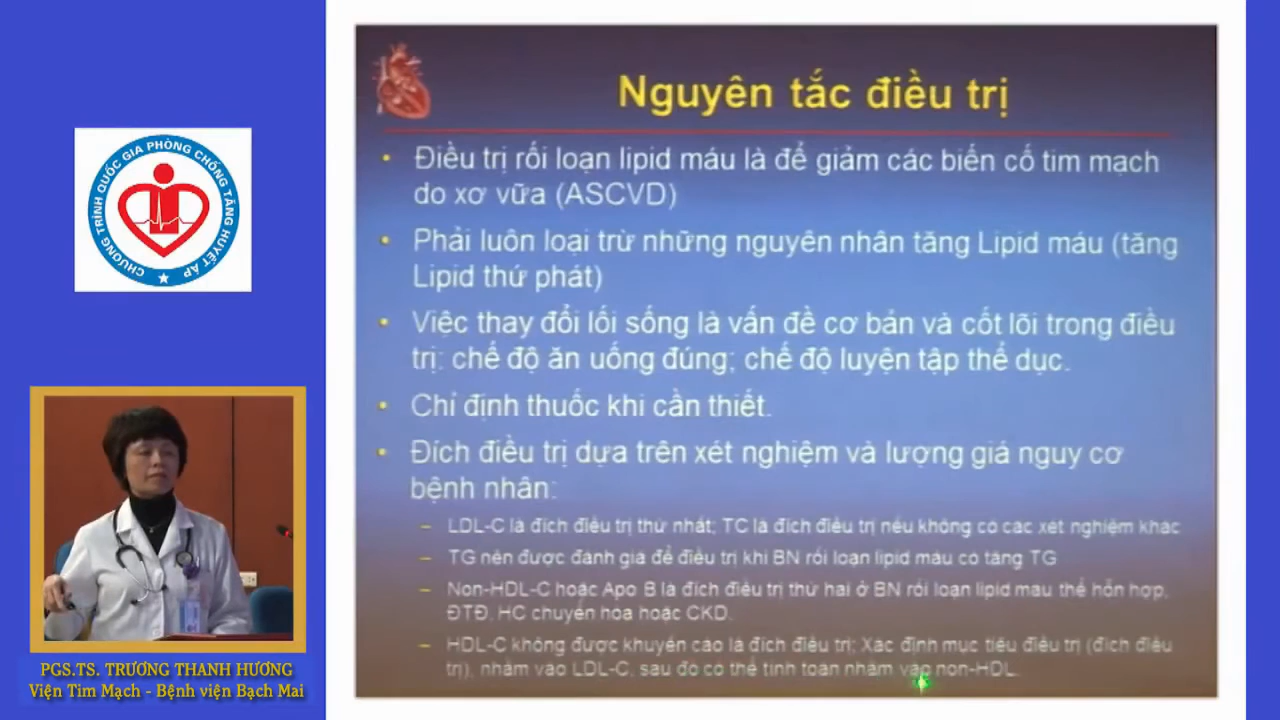 CHƯƠNG TRÌNH QUỐC GIA PHÒNG CHỐNG TĂNG HUYẾT ÁP
PGS.TS. TRƯƠNG THANH HƯƠNG
Viện Tim Mạch - Bệnh viện Bạch Mai
Nguyên tắc điều trị
• Điều trị rối loạn lipid máu là để giảm các biến cố tim mạch
do xơ vữa (ASCVD)
• Phải luôn loại trừ những nguyên nhân tăng Lipid máu (tăng
Lipid thứ phát)
• Việc thay đổi lối sống là vấn đề cơ bản và cốt lõi trong điều
trị: chế độ ăn uống đúng; chế độ luyện tập thể dục.
• Chỉ định thuốc khi cần thiết.
• Đích điều trị dựa trên xét nghiệm và lượng giá nguy cơ
bệnh nhân:
– LDL-C là đích điều trị thứ nhất; TC là đích điều trị nếu không có các xét nghiệm khác
– TG nên được đánh giá để điều trị khi BN rối loạn lipid máu có tăng TG
– Non-HDL-C hoặc Apo B là đích điều trị thứ hai ở BN rối loạn lipid máu thể hỗn hợp,
ĐTĐ, HC chuyển hóa hoặc CKD.
– HDL-C không được khuyến cáo là đích điều trị; Xác định mục tiêu điều trị (đích điều
trị), nhằm vào LDL-C, sau đó có thể tính toán nhằm vào non-HDL.